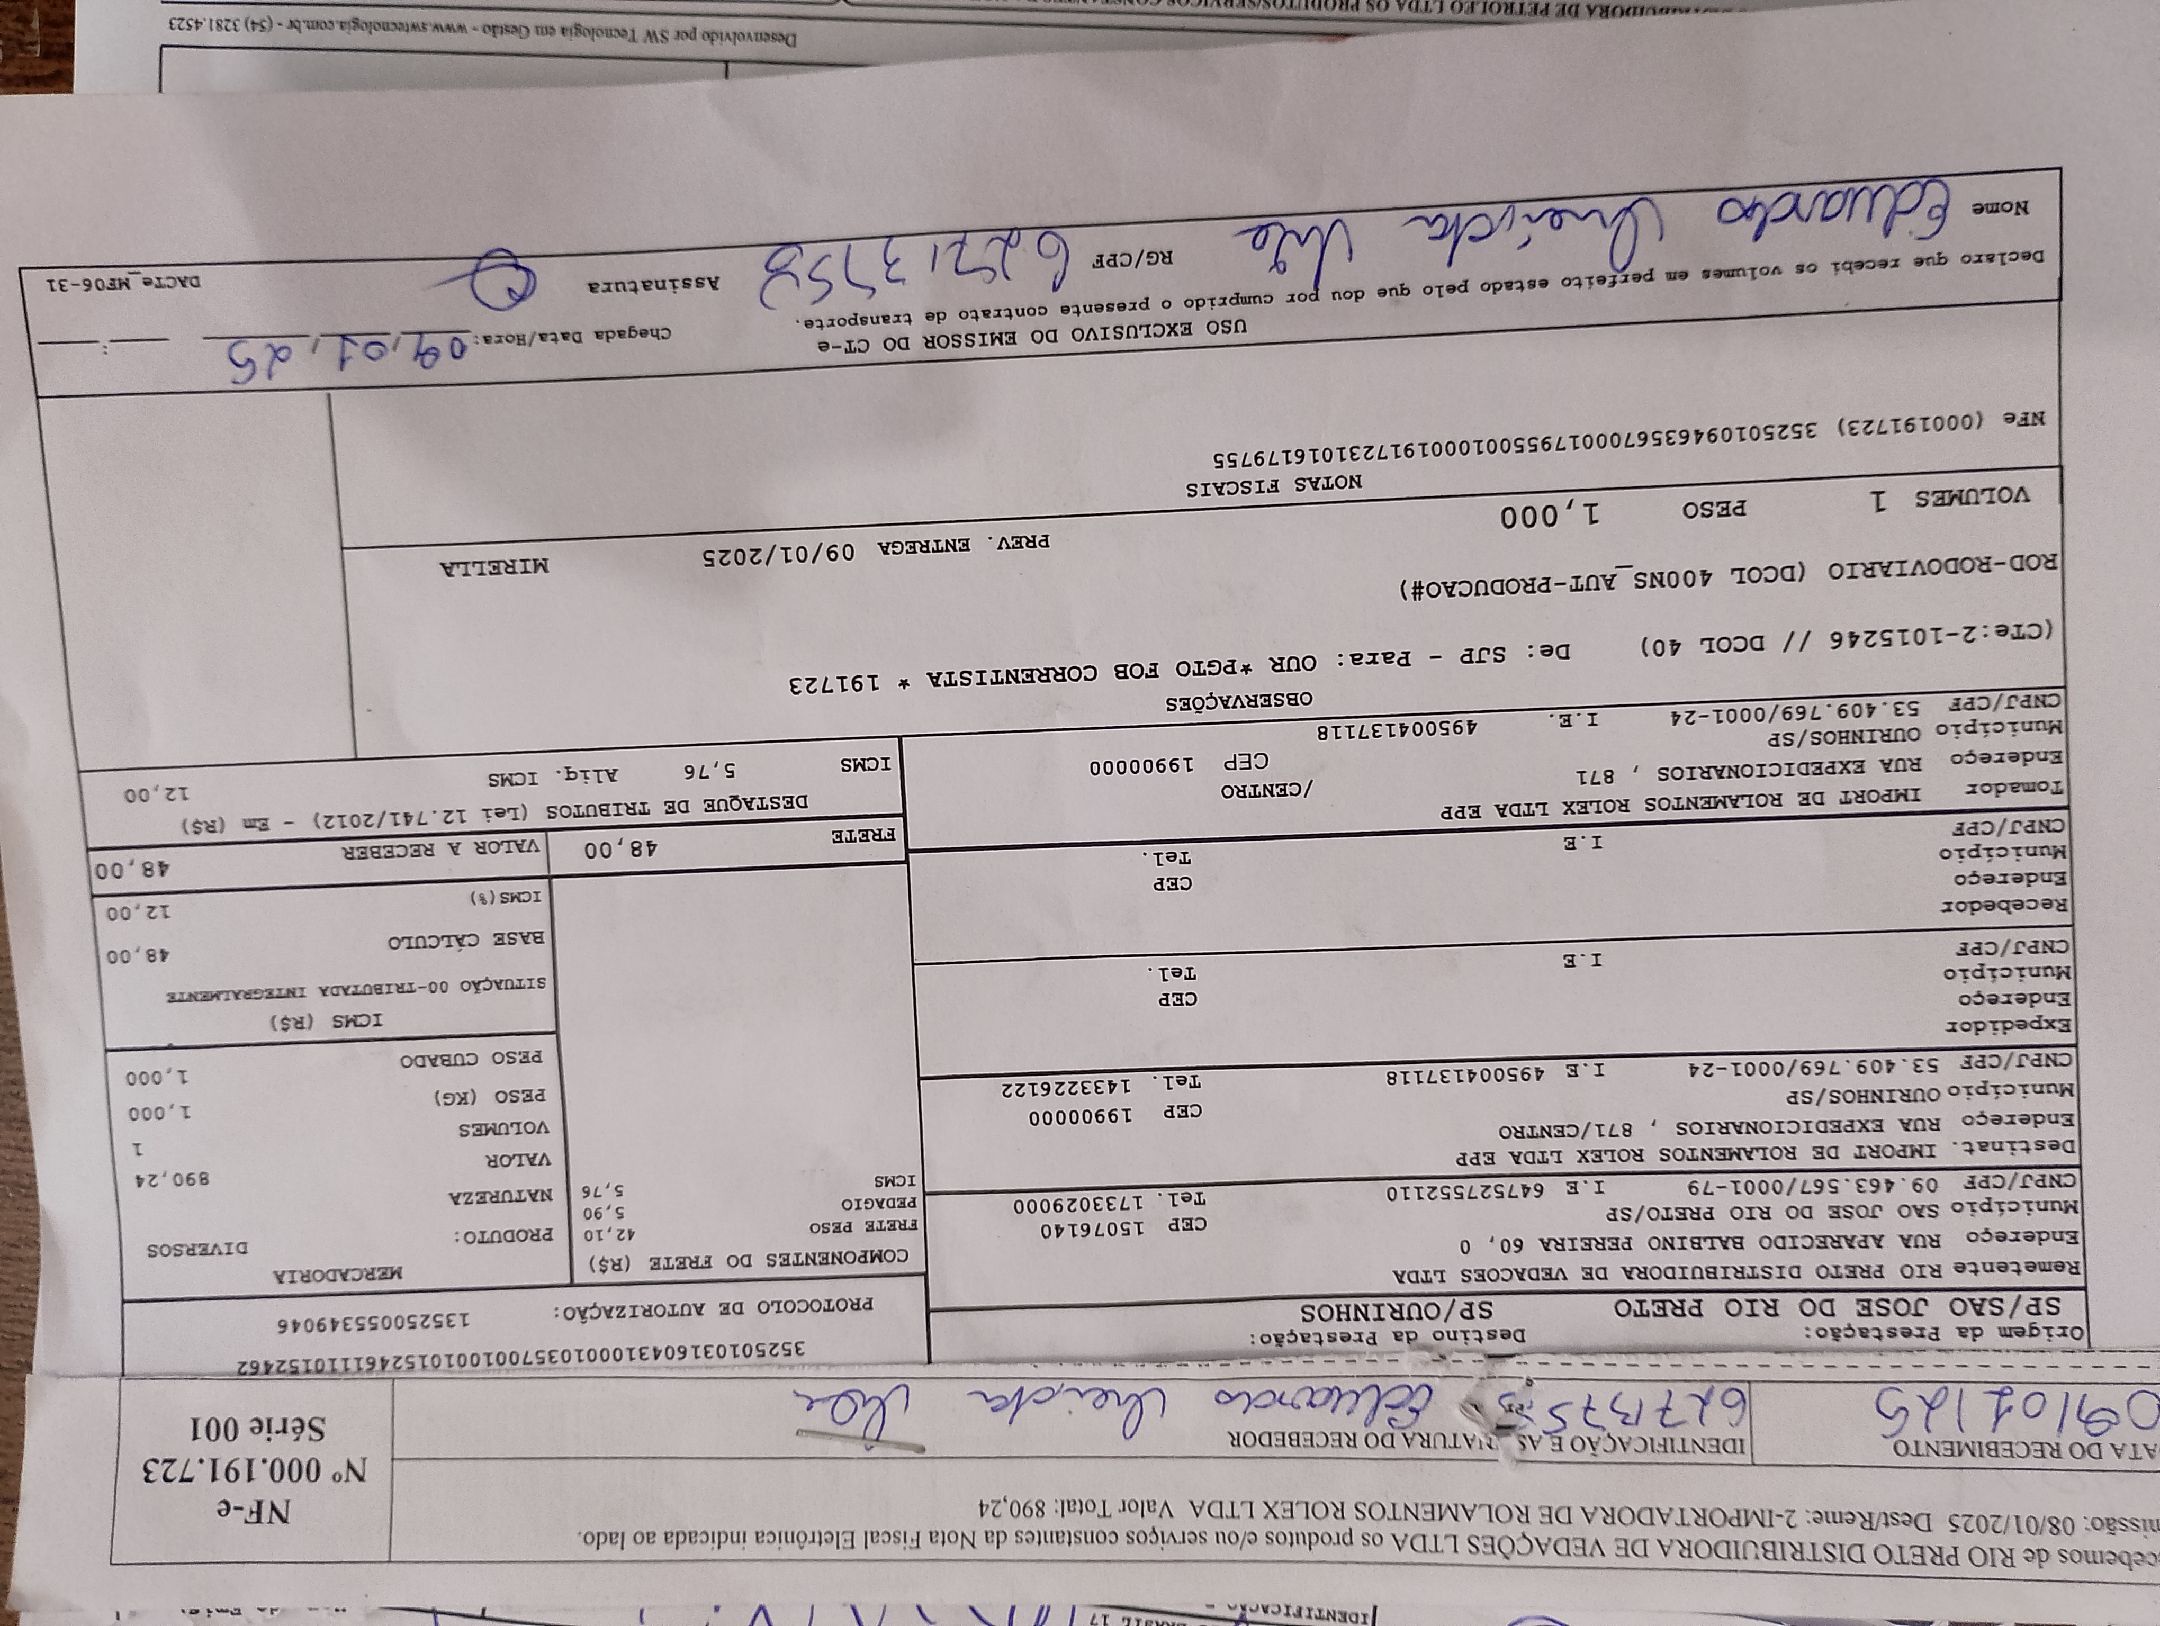 cebemos de RIO PRETO DISTRIBUIDORA DE VEDAÇÕES LTDA os produtos e/ou serviços constantes da Nota Fiscal Eletrônica indicada ao lado.
missão: 08/01/2025 Dest/Reme: 2-IMPORTADORA DE ROLAMENTOS ROLEX LTDA Valor Total: 890,24
NF-e
Nº 000.191.723
Série 001
ATA DO RECEBIMENTO
09/01/25
IDENTIFICAÇÃO E AS NATURA DO RECEBEDOR
Eduardo
Origem da Prestação:
SP/SAO JOSE DO RIO PRETO
Destino da Prestação:
SP/OURINHOS
35250103160431000103570010010152461110152462
PROTOCOLO DE AUTORIZAÇÃO: 135250055349046
Remetente RIO PRETO DISTRIBUIDORA DE VEDACOES LTDA
Endereço RUA APARECIDO BALBINO PEREIRA 60, 0
Município SAO JOSE DO RIO PRETO/SP CEP 15076140
CNPJ/CPF 09.463.567/0001-79 I.E 647527552110 Tel. 1733029000
Destinat. IMPORT DE ROLAMENTOS ROLEX LTDA EPP
Endereço RUA EXPEDICIONARIOS , 871/CENTRO
Município OURINHOS/SP CEP 19900000
CNPJ/CPF 53.409.769/0001-24 I.E 495004137118 Tel. 1433226122
Expedidor
Endereço
Município CEP
CNPJ/CPF I.E Tel.
Recebedor
Endereço
Município CEP
CNPJ/CPF I.E Tel.
Tomador IMPORT DE ROLAMENTOS ROLEX LTDA EPP
Endereço RUA EXPEDICIONARIOS , 871 /CENTRO
Município OURINHOS/SP CEP 19900000
CNPJ/CPF 53.409.769/0001-24 I.E. 495004137118
COMPONENTES DO FRETE (R$)
FRETE PESO 42,10
PEDAGIO 5,90
ICMS 5,76
MERCADORIA
PRODUTO: DIVERSOS
NATUREZA
VALOR 890,24
VOLUMES 1
PESO (KG) 1,000
PESO CUBADO 1,000
ICMS (R$)
SITUAÇÃO 00-TRIBUTADA INTEGRALMENTE
BASE CÁLCULO 48,00
ICMS(%) 12,00
FRETE 48,00 VALOR A RECEBER 48,00
DESTAQUE DE TRIBUTOS (Lei 12.741/2012) - Em (R$)
ICMS 5,76 Aliq. ICMS 12,00
OBSERVAÇÕES
(CTe:2-1015246 // DCOL 40) De: SJP - Para: OUR *PGTO FOB CORRENTISTA * 191723
ROD-RODOVIARIO (DCOL 400NS_AUT-PRODUCAO#)
VOLUMES 1 PESO 1,000 PREV. ENTREGA 09/01/2025 MIRELLA
NOTAS FISCAIS
NFe (000191723) 35250109463567000179550010001917231016179755
USO EXCLUSIVO DO EMISSOR DO CT-e
Declaro que recebi os volumes em perfeito estado pelo que dou por cumprido o presente contrato de transporte.
Chegada Data/Hora: 09,01,25 :
Nome Eduardo RG/CPF Assinatura
DACTe_MF06-31
Desenvolvido por SW Tecnologia em Gestão - www.swtecnologia.com.br - (54) 3281.4523
DE PETROLEO LTDA OS PRODUTOS/SERVIÇOS